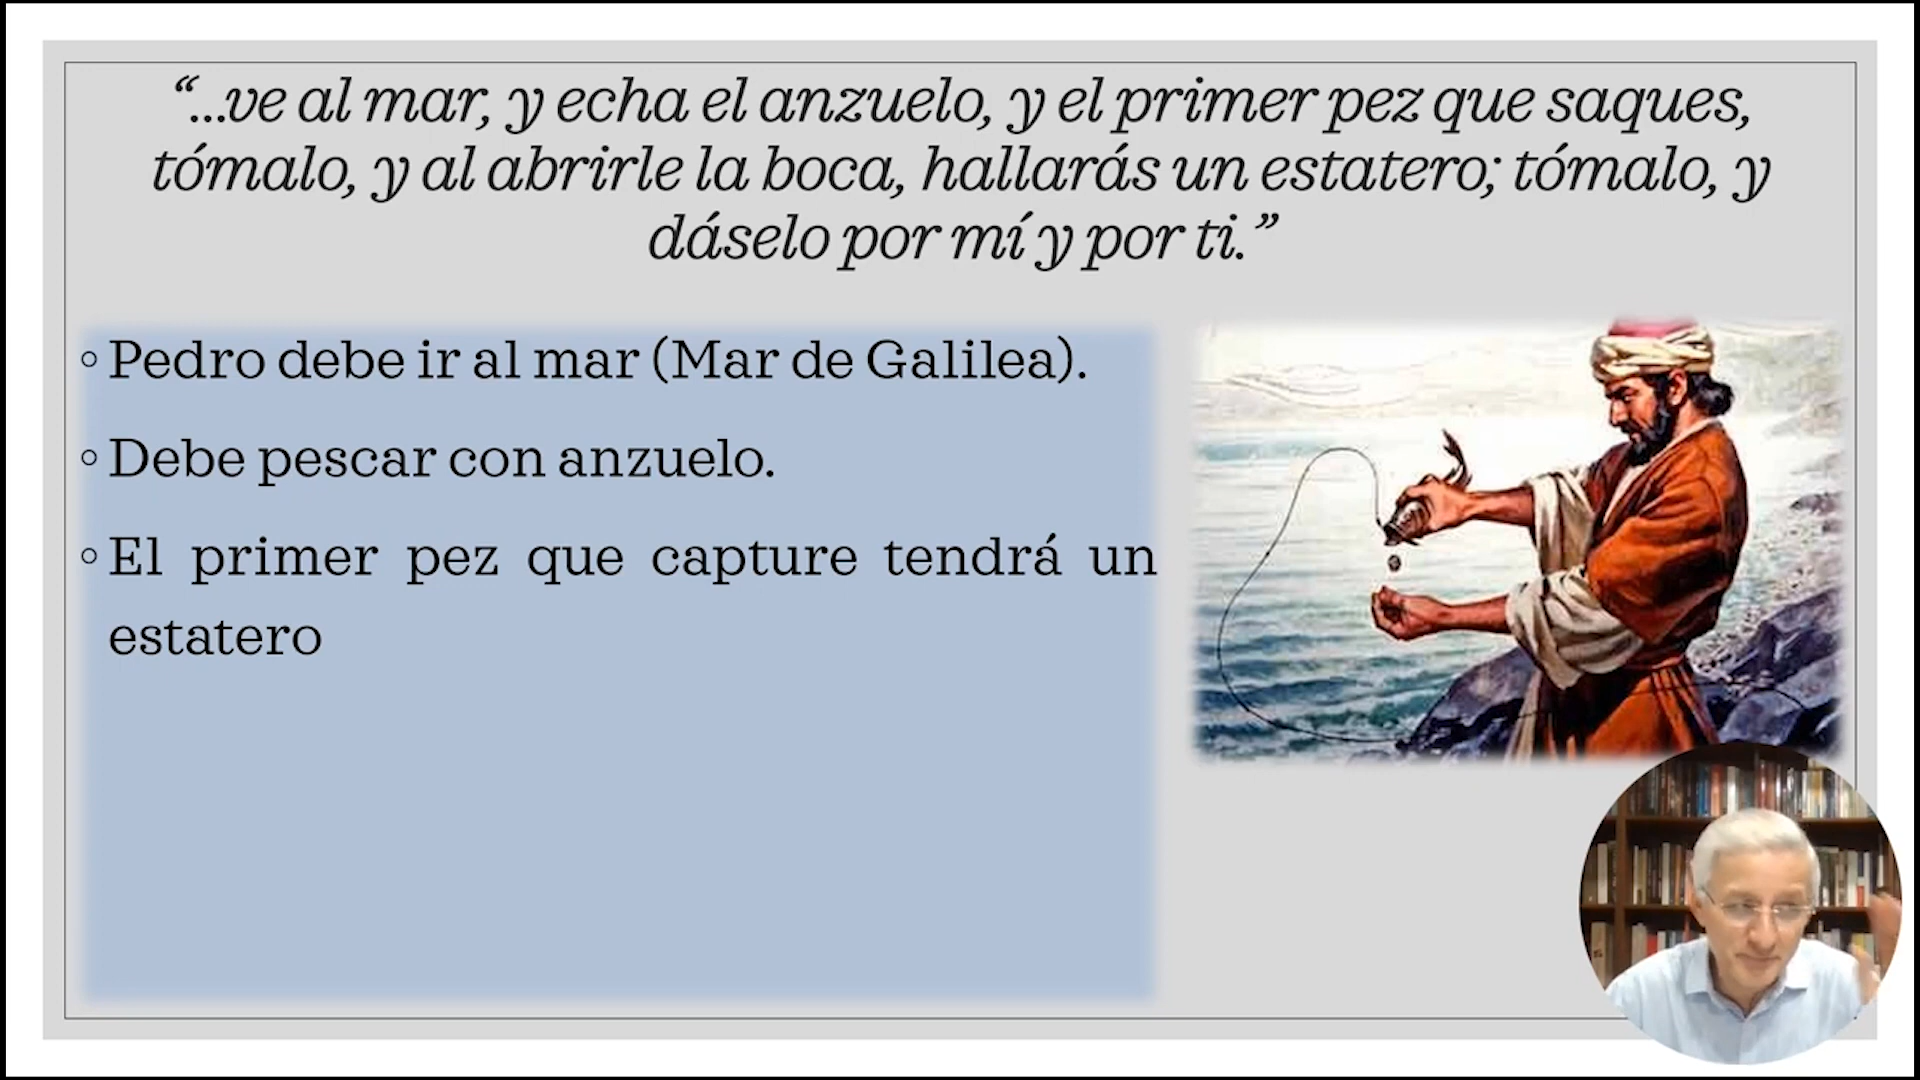 “...ve al mar, y echa el anzuelo, y el primer pez que saques,
tómalo, y al abrirle la boca, hallarás un estatero; tómalo, y
dáselo por mí y por ti.”
◦ Pedro debe ir al mar (Mar de Galilea).
◦ Debe pescar con anzuelo.
◦ El primer pez que capture tendrá un
estatero